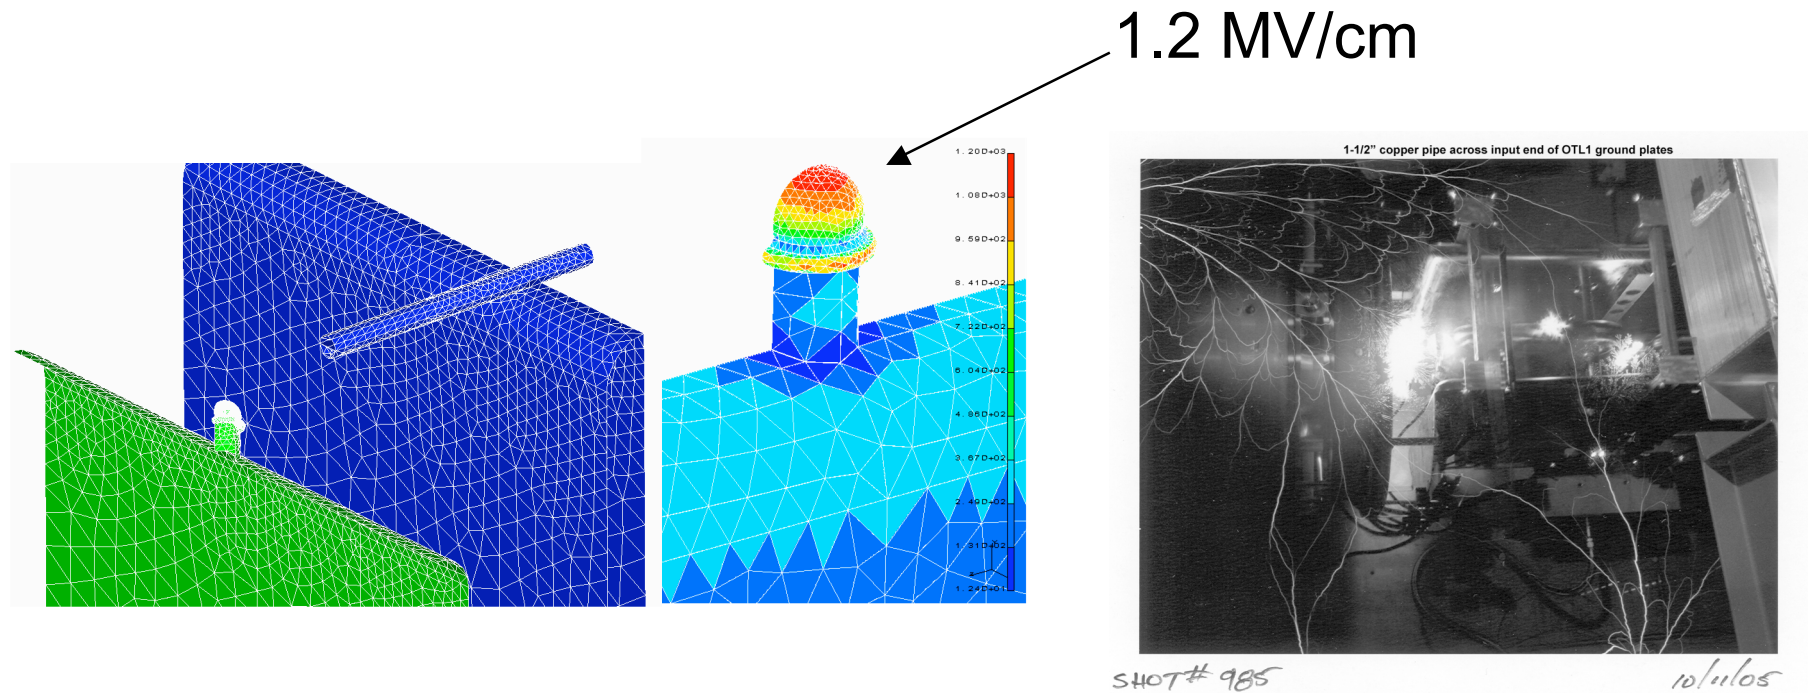 1.2 MV/cm
1.20D+03
1.08D+03
9.59D+02
8.41D+02
7.22D+02
6.04D+02
4.86D+02
3.67D+02
2.49D+02
1.31D+02
1.24D+01
1-1/2” copper pipe across input end of OTL1 ground plates
SHOT# 985
10/11/05